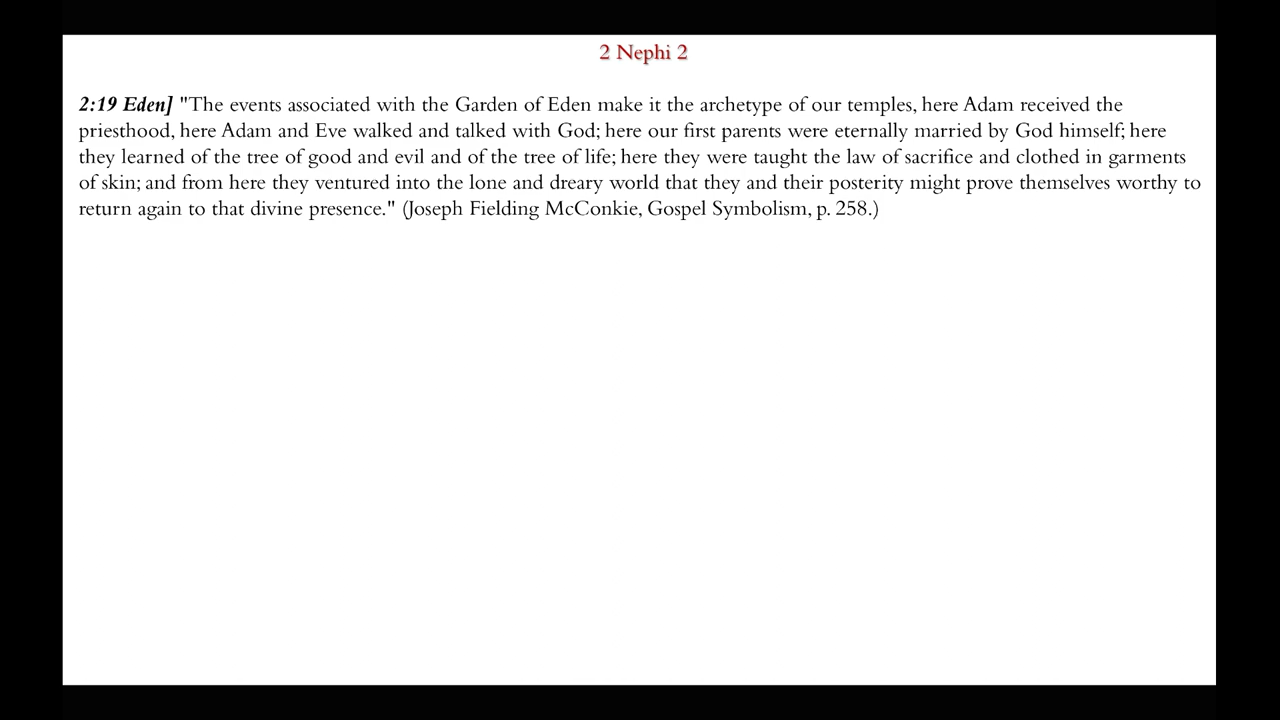 2 Nephi 2
2:19 Eden] "The events associated with the Garden of Eden make it the archetype of our temples, here Adam received the
priesthood, here Adam and Eve walked and talked with God; here our first parents were eternally married by God himself; here
they learned of the tree of good and evil and of the tree of life; here they were taught the law of sacrifice and clothed in garments
of skin; and from here they ventured into the lone and dreary world that they and their posterity might prove themselves worthy to
return again to that divine presence." (Joseph Fielding McConkie, Gospel Symbolism, p. 258.)